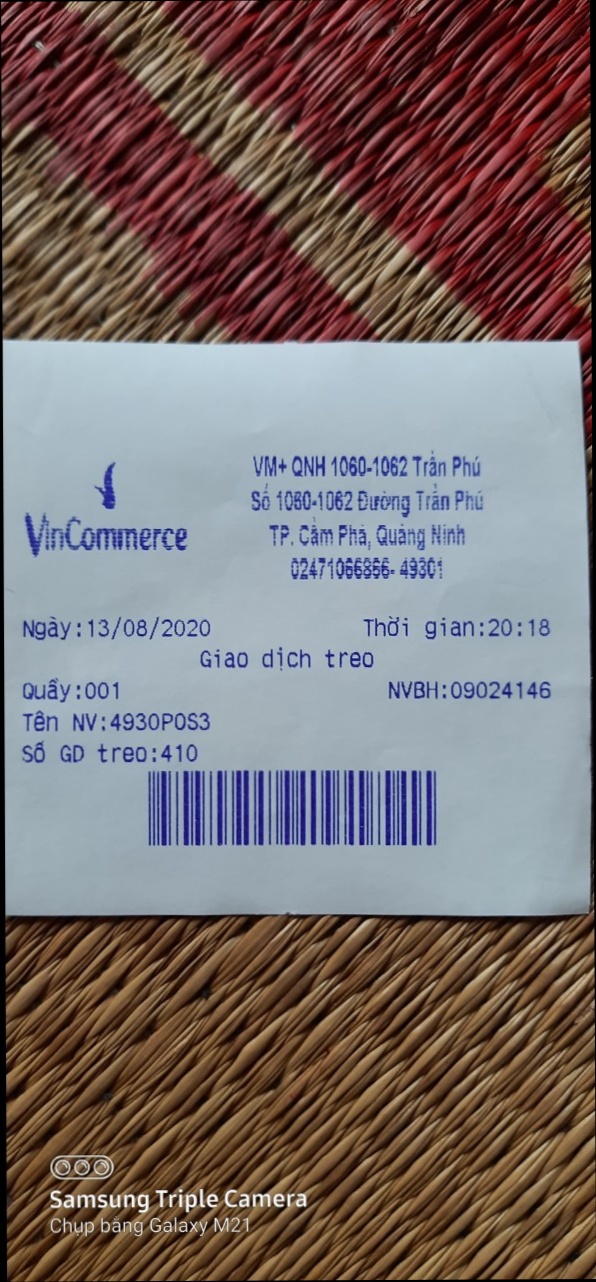 VinCommerce
VM+ QNH 1060-1062 Trần Phú
Số 1060-1062 Đường Trần Phú
TP. Cẩm Phả, Quảng Ninh
02471066866- 49301
Ngày:13/08/2020 Thời gian:20:18
Giao dịch treo
Quầy:001 NVBH:09024146
Tên NV:4930POS3
Số GD treo:410
Samsung Triple Camera
Chụp bằng Galaxy M21